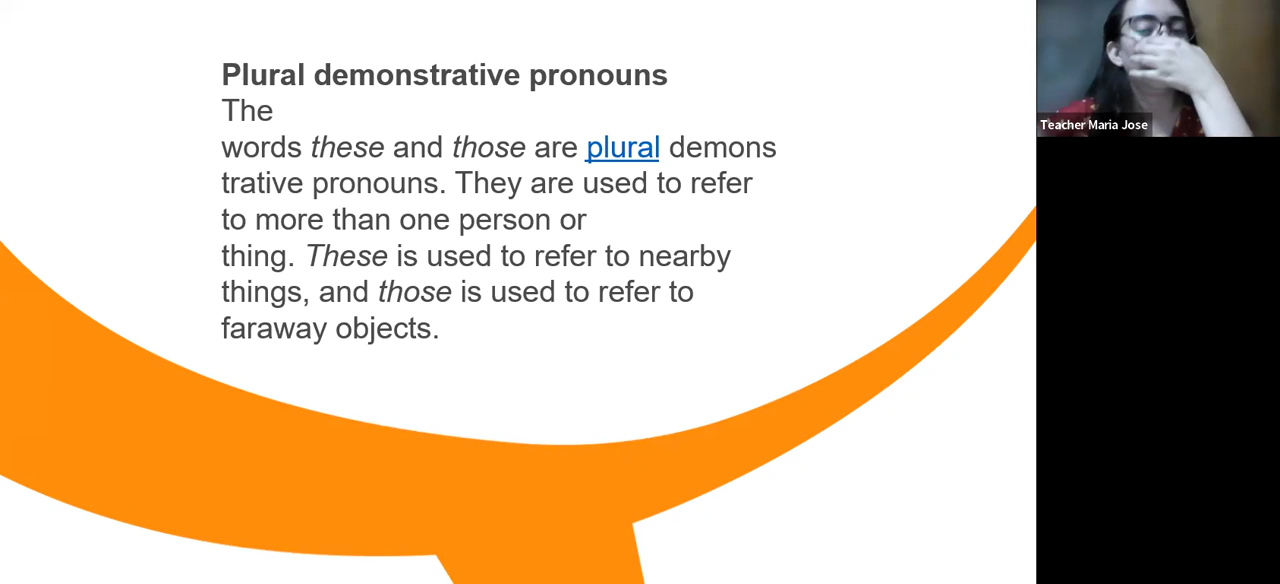 Plural demonstrative pronouns
The
words these and those are plural demons
trative pronouns. They are used to refer
to more than one person or
thing. These is used to refer to nearby
things, and those is used to refer to
faraway objects.
Teacher Maria Jose